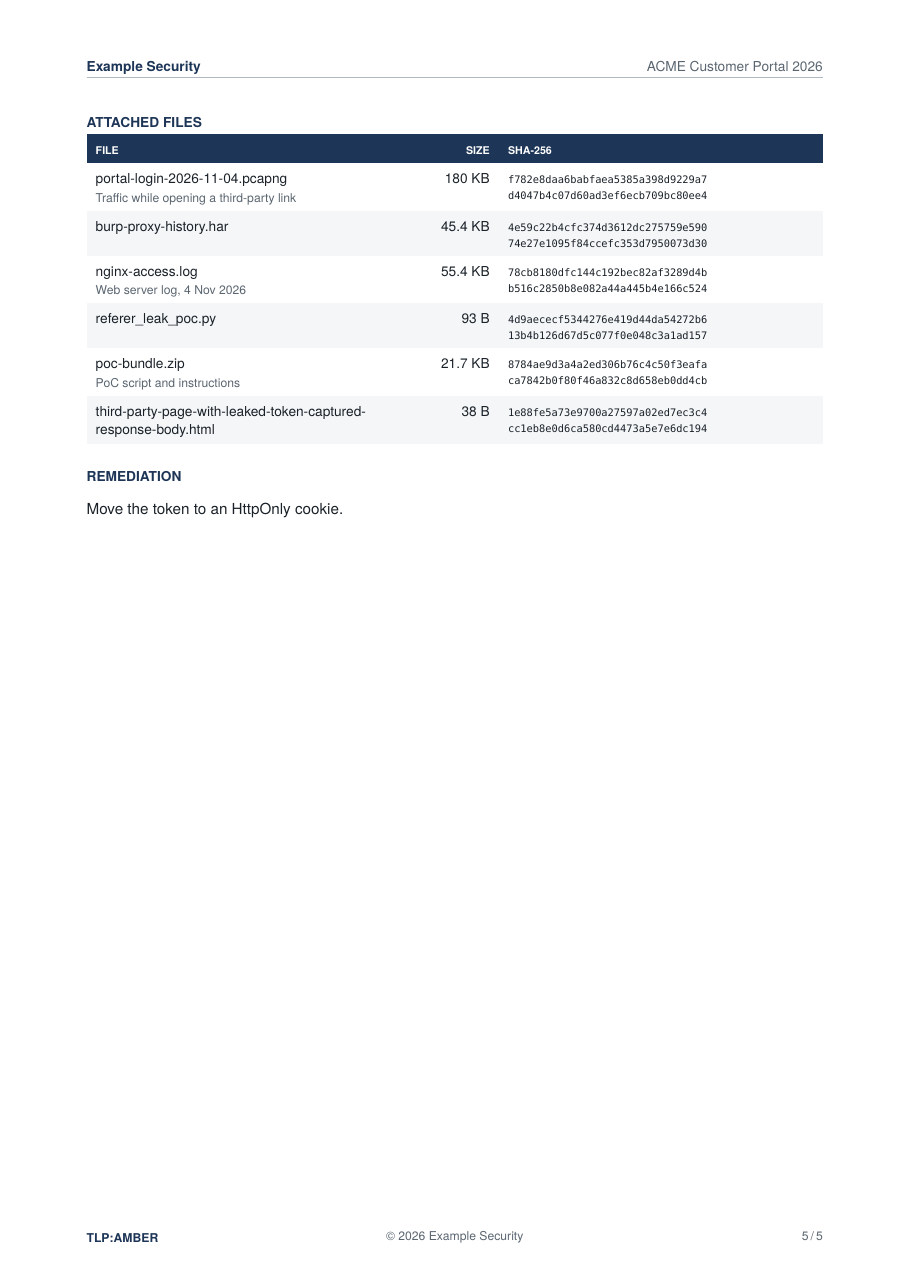 Example Security
ACME Customer Portal 2026
ATTACHED FILES
FILE SIZE SHA-256
portal-login-2026-11-04.pcapng 180 KB f782e8daa6babfaea5385a398d9229a7
Traffic while opening a third-party link d4047b4c07d60ad3ef6ecb709bc80ee4
burp-proxy-history.har 45.4 KB 4e59c22b4cfc374d3612dc275759e590
74e27e1095f84ccefc353d7950073d30
nginx-access.log 55.4 KB 78cb8180dfc144c192bec82af3289d4b
Web server log, 4 Nov 2026 b516c2850b8e082a44a445b4e166c524
referer_leak_poc.py 93 B 4d9aececf5344276e419d44da54272b6
13b4b126d67d5c077f0e048c3a1ad157
poc-bundle.zip 21.7 KB 8784ae9d3a4a2ed306b76c4c50f3eafa
PoC script and instructions ca7842b0f80f46a832c8d658eb0dd4cb
third-party-page-with-leaked-token-captured- 38 B 1e88fe5a73e9700a27597a02ed7ec3c4
response-body.html cc1eb8e0d6ca580cd4473a5e7e6dc194
REMEDIATION
Move the token to an HttpOnly cookie.
TLP:AMBER
© 2026 Example Security
5 / 5